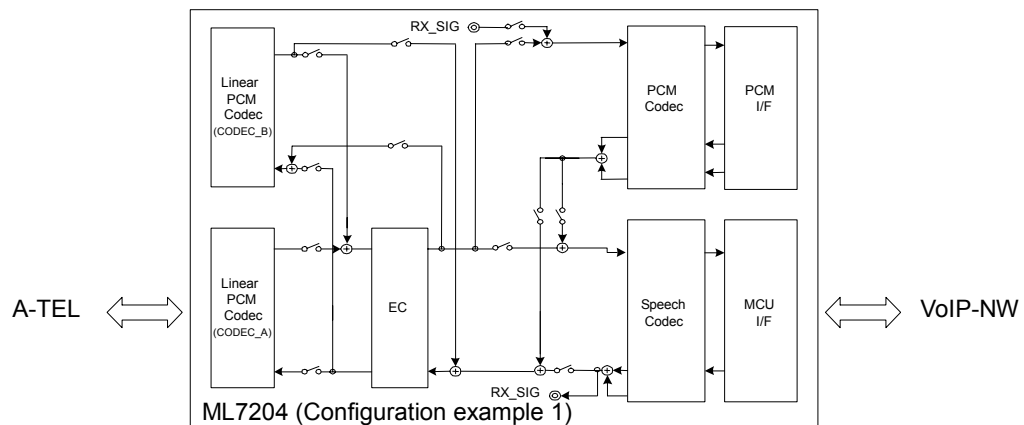 RX_SIG
Linear
PCM
Codec
(CODEC_B)
PCM
Codec
PCM
I/F
A-TEL
Linear
PCM
Codec
(CODEC_A)
EC
Speech
Codec
MCU
I/F
VoIP-NW
RX_SIG
ML7204 (Configuration example 1)